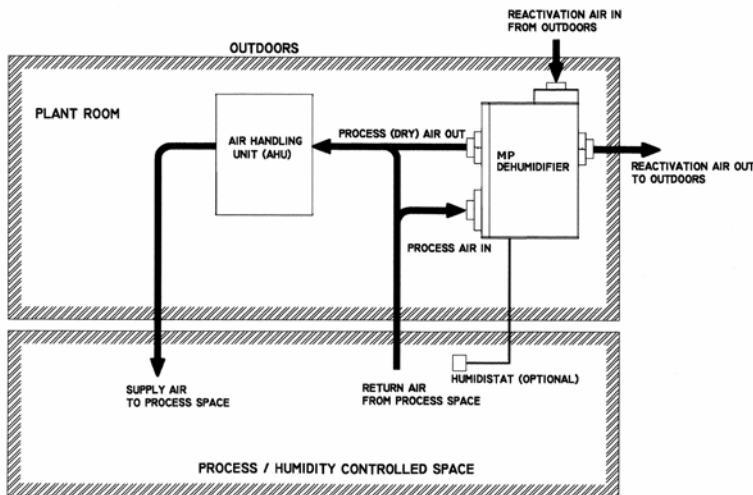 REACTIVATION AIR IN
FROM OUTDOORS
OUTDOORS
PLANT ROOM
AIR HANDLING
UNIT (AHU)
PROCESS (DRY) AIR OUT
MP
DEHUMIDIFIER
REACTIVATION AIR OUT
TO OUTDOORS
PROCESS AIR IN
SUPPLY AIR
TO PROCESS SPACE
RETURN AIR
FROM PROCESS SPACE
HUMIDISTAT (OPTIONAL)
PROCESS / HUMIDITY CONTROLLED SPACE